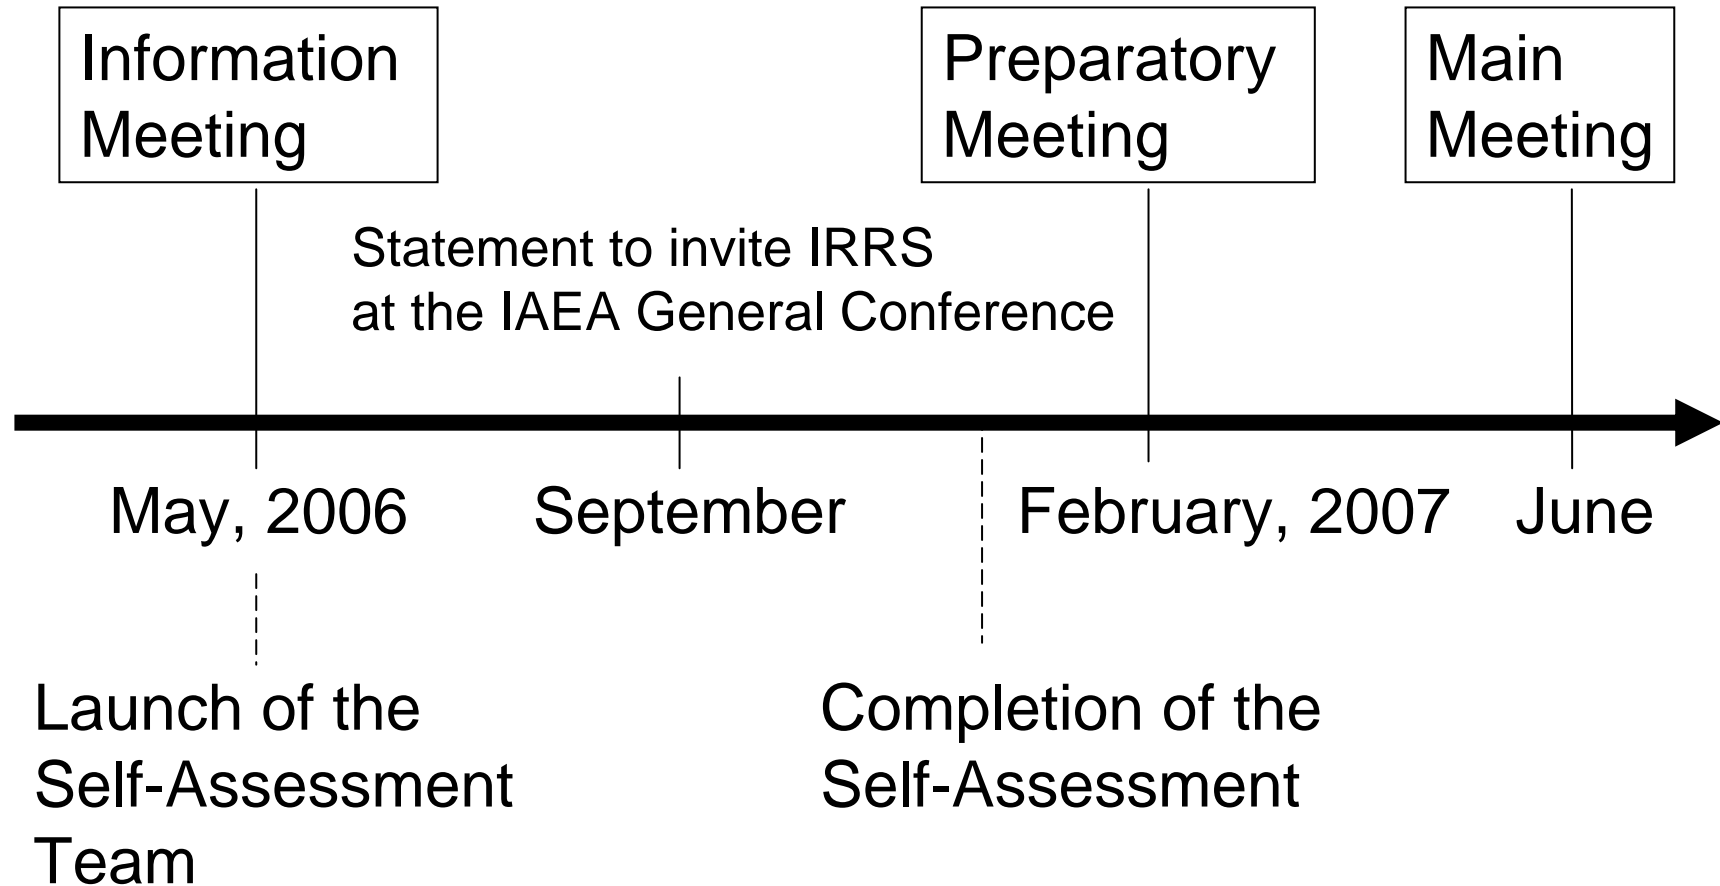 Information
Meeting
Preparatory
Meeting
Main
Meeting
Statement to invite IRRS
at the IAEA General Conference
May, 2006
September
February, 2007
June
Launch of the
Self-Assessment
Team
Completion of the
Self-Assessment